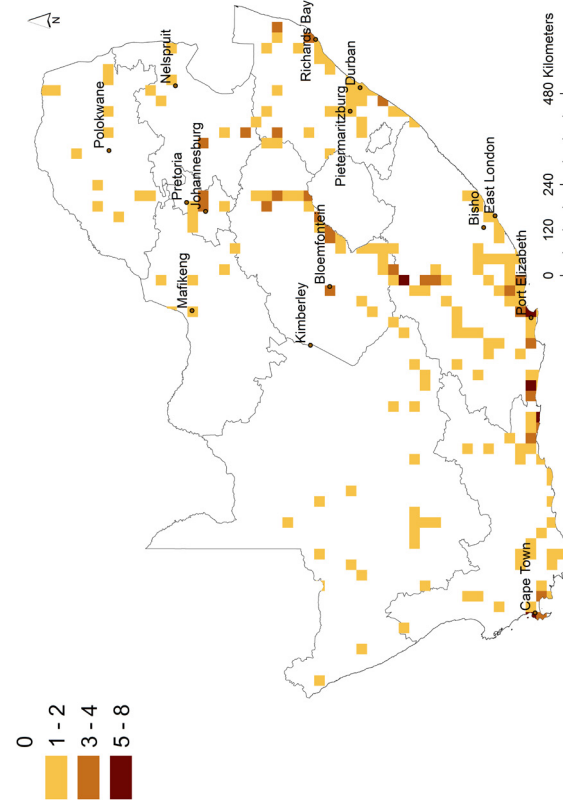 N
Polokwane
Nelspruit
Pretoria
Johannesburg
Mafikeng
Richards Bay
Kimberley
Bloemfontein
Pietermaritzburg
Durban
Bisho
East London
Port Elizabeth
Cape Town
0
1 - 2
3 - 4
5 - 8
0 120 240 480 Kilometers